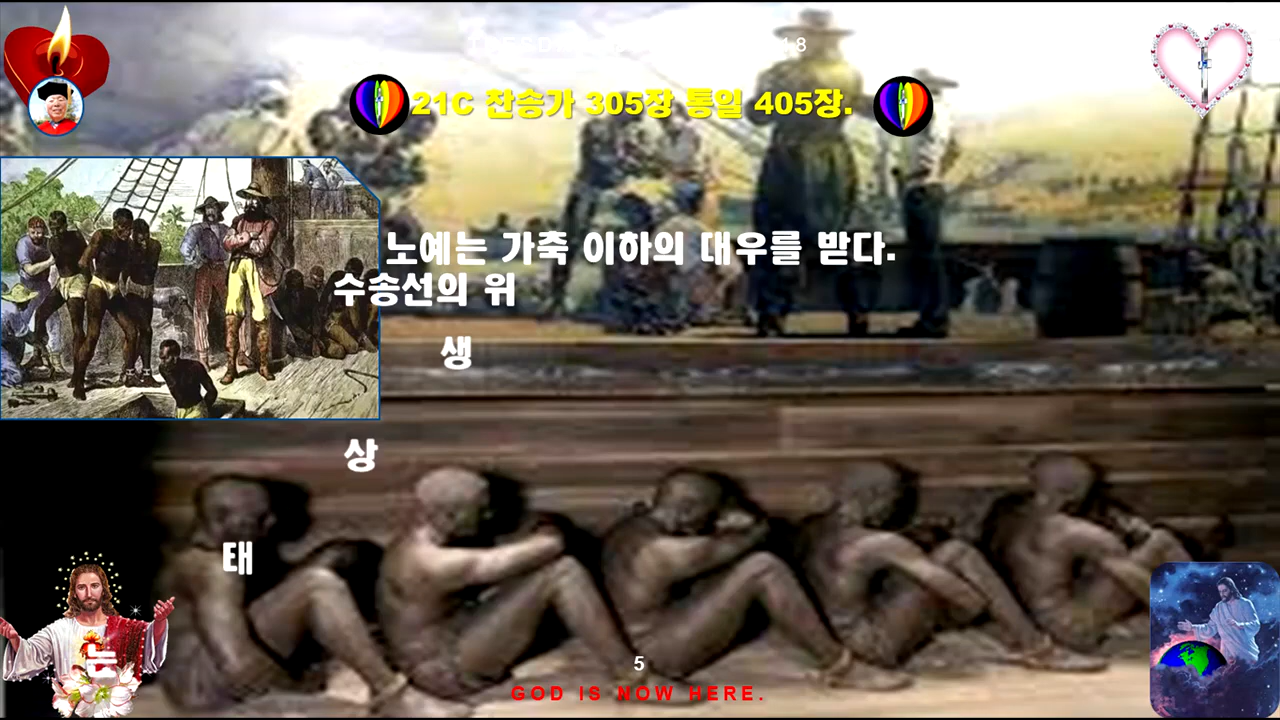 21C 찬송가 305장 통일 405장.
노예는 가축 이하의 대우를 받다.
수송선의 위
생
상
태
는
5
GOD IS NOW HERE.